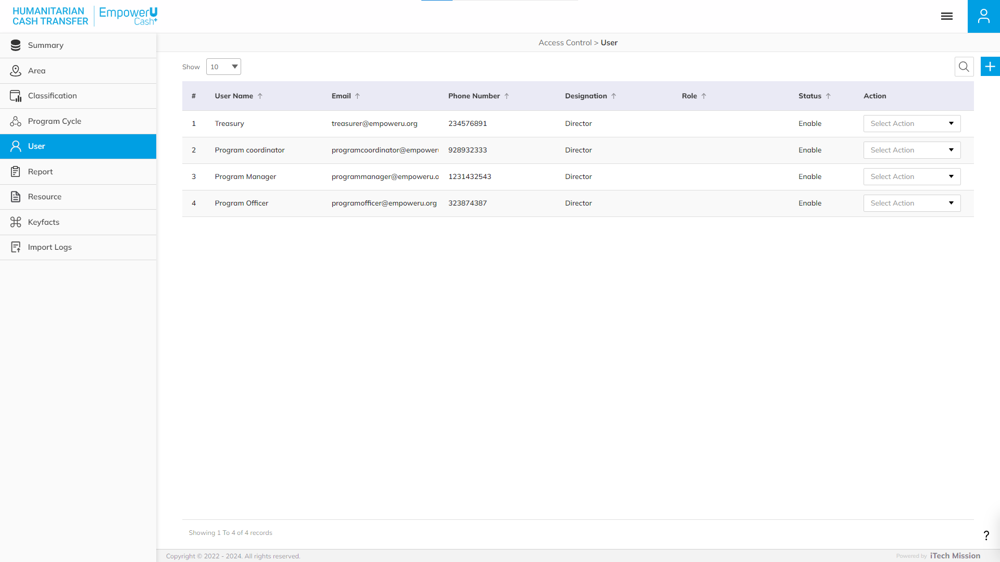 HUMANITARIAN
CASH TRANSFER
EmpowerU
Cash+
Summary
Area
Classification
Program Cycle
User
Report
Resource
Keyfacts
Import Logs
Access Control > User
Show 10
# User Name ↑ Email ↑ Phone Number ↑ Designation ↑ Role ↑ Status ↑ Action
1 Treasury treasurer@empoweru.org 234576891 Director Enable Select Action
2 Program coordinator programcoordinator@empower 928932333 Director Enable Select Action
3 Program Manager programmanager@empoweru.o 1231432543 Director Enable Select Action
4 Program Officer programofficer@empoweru.org 323874387 Director Enable Select Action
Showing 1 To 4 of 4 records
?
Copyright © 2022 - 2024. All rights reserved.
Powered by iTech Mission